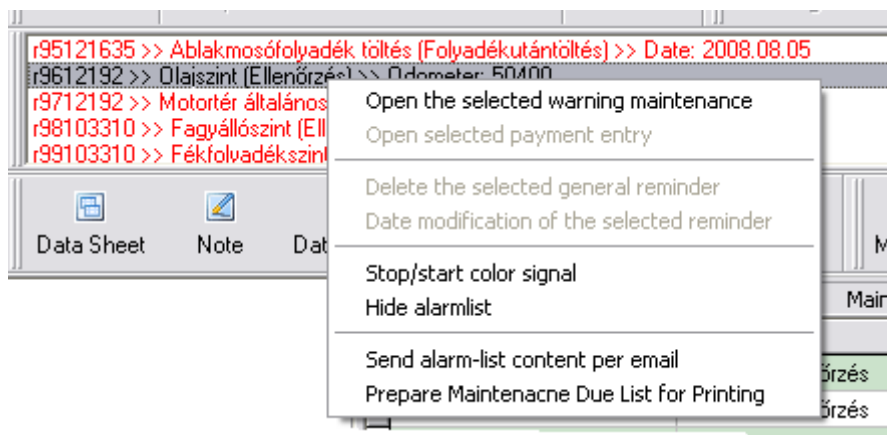 r95121635 >> Ablakmosófolyadék töltés (Folyadékutántöltés) >> Date: 2008.08.05
r9612192 >> Olajszint (Ellenőrzés) >> Odometer: 50400
r9712192 >> Motortér általános
r98103310 >> Fagyállószint (Ell
r99103310 >> Fékfolyadékszint
Open the selected warning maintenance
Open selected payment entry
Delete the selected general reminder
Date modification of the selected reminder
Stop/start color signal
Hide alarmlist
Send alarm-list content per email
Prepare Maintenacne Due List for Printing
Data Sheet Note Dat
Main
őrzés
őrzés